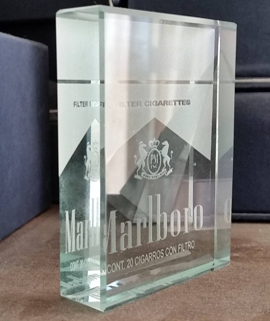 FILTER CIGARETTES
Marlboro
CONT. 20 CIGARROS CON FILTRO